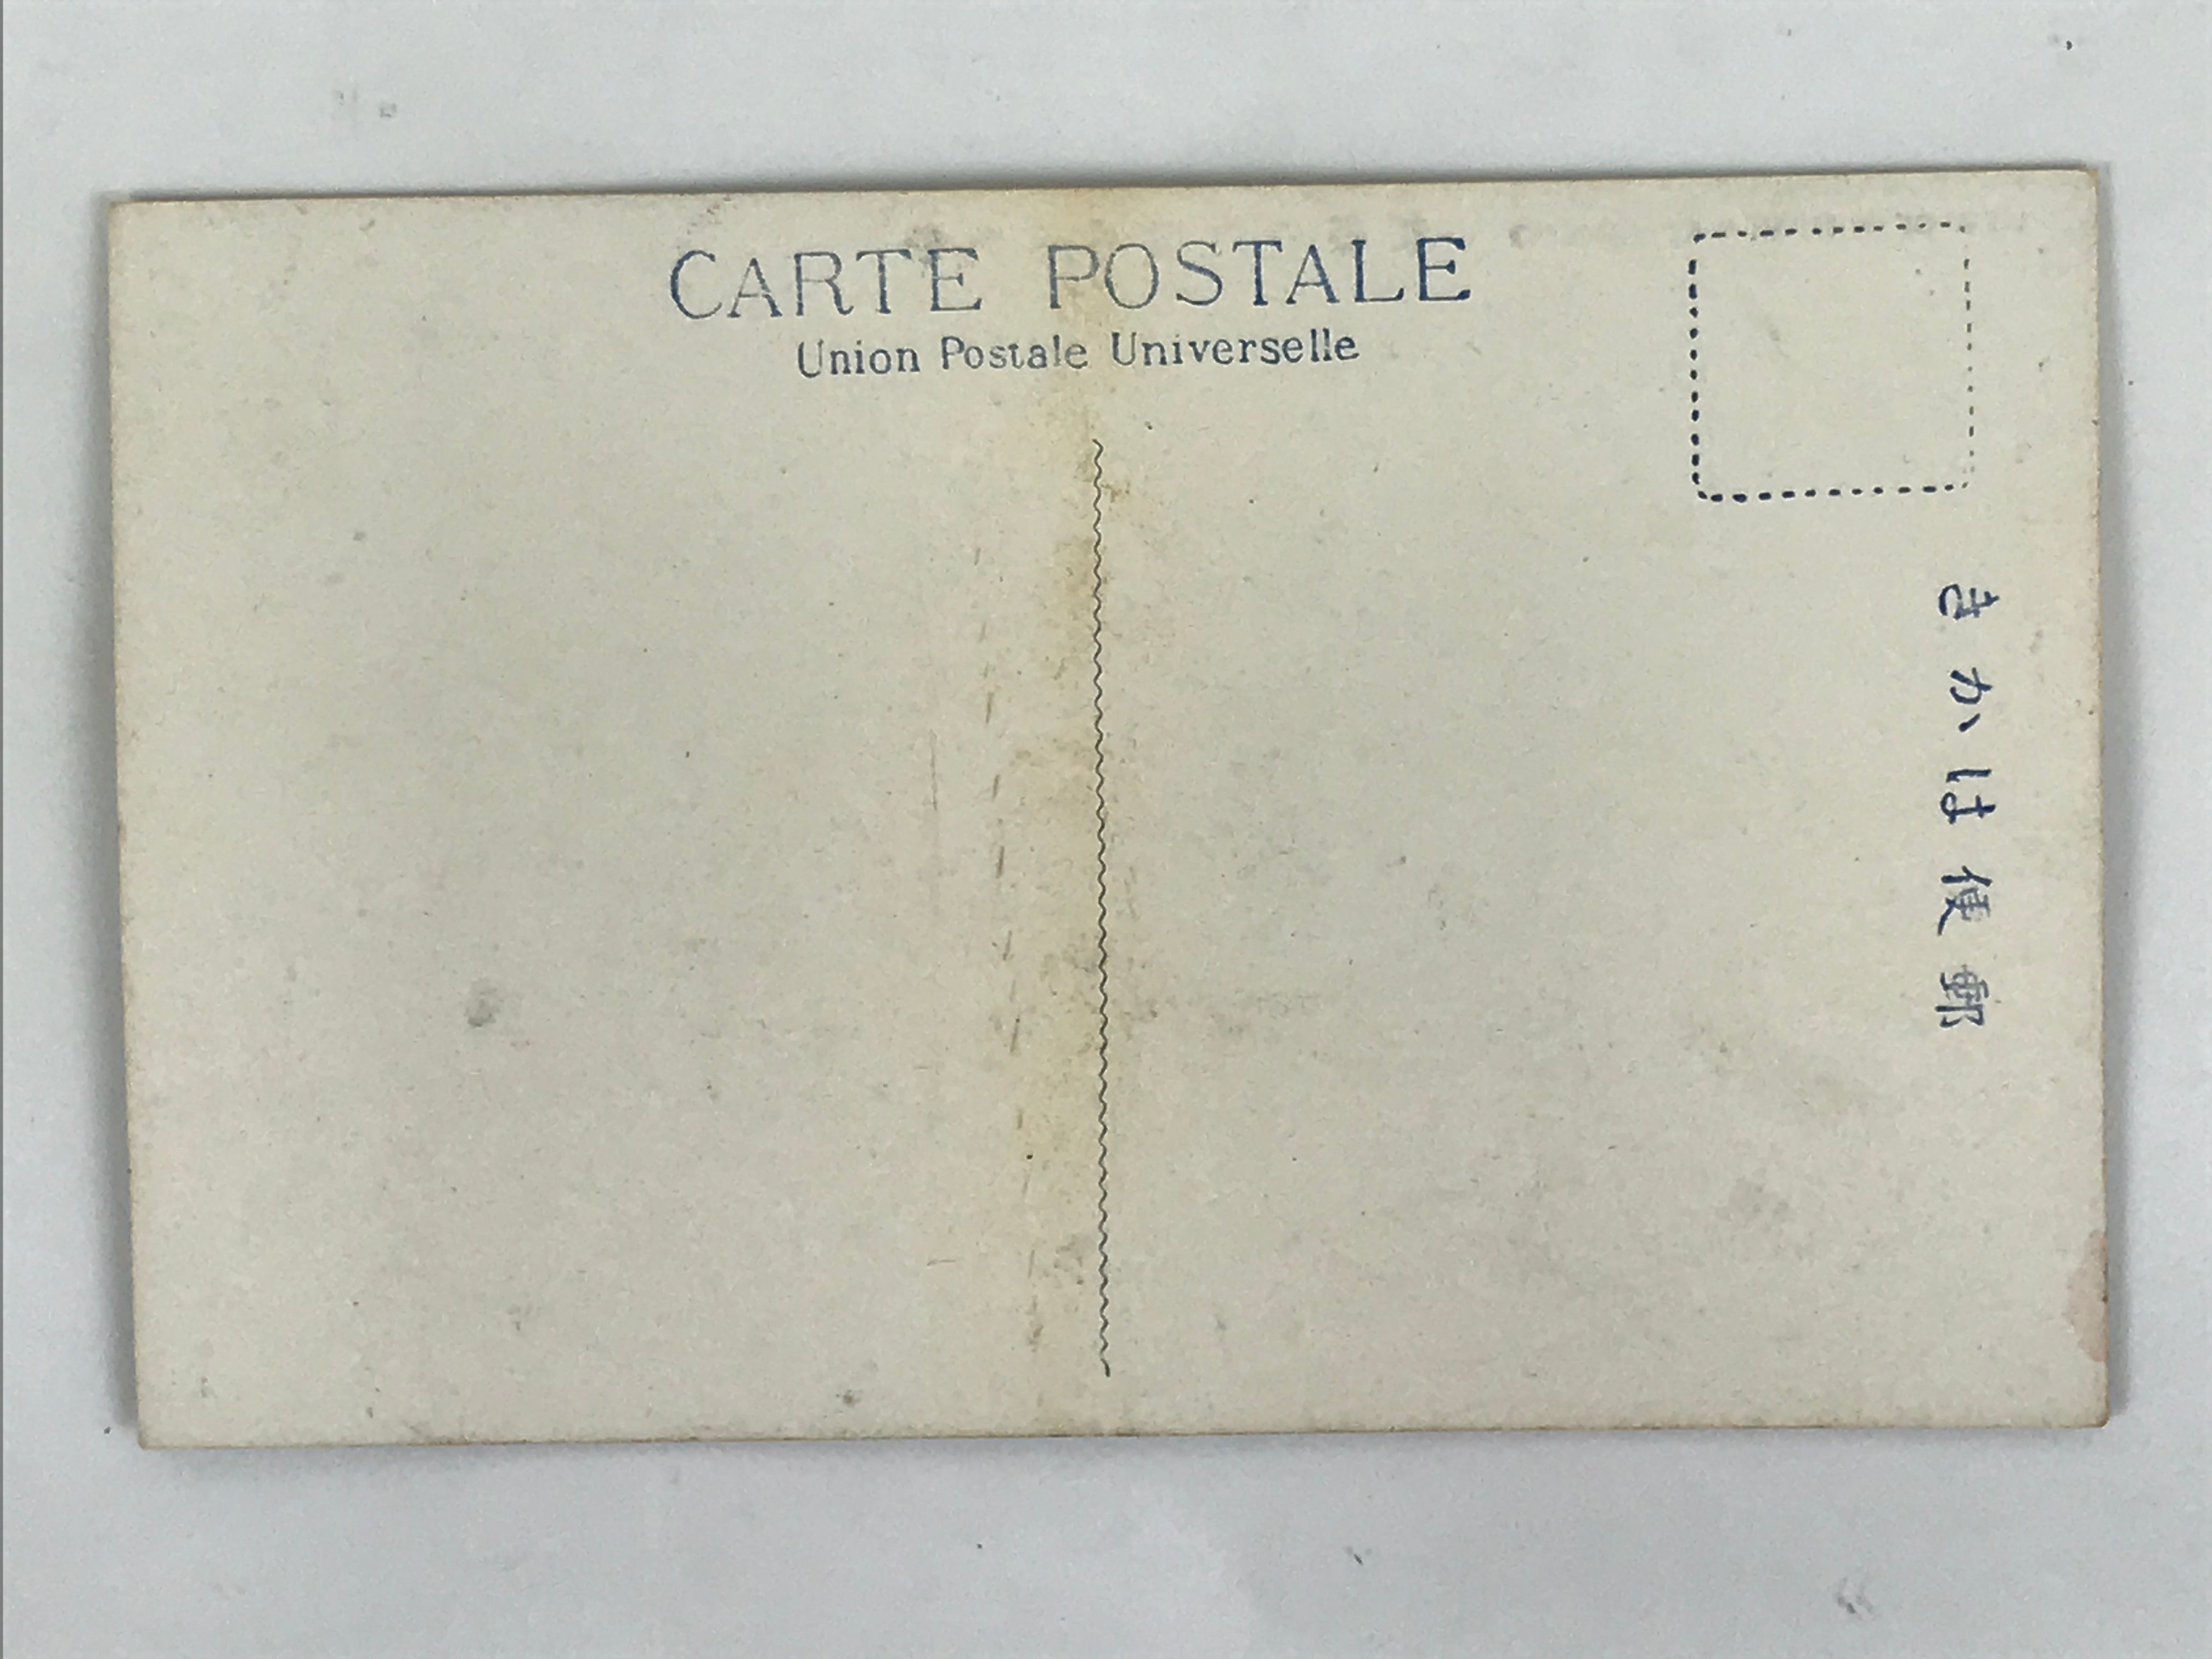 CARTE POSTALE
Union Postale Universelle
きかは便郵